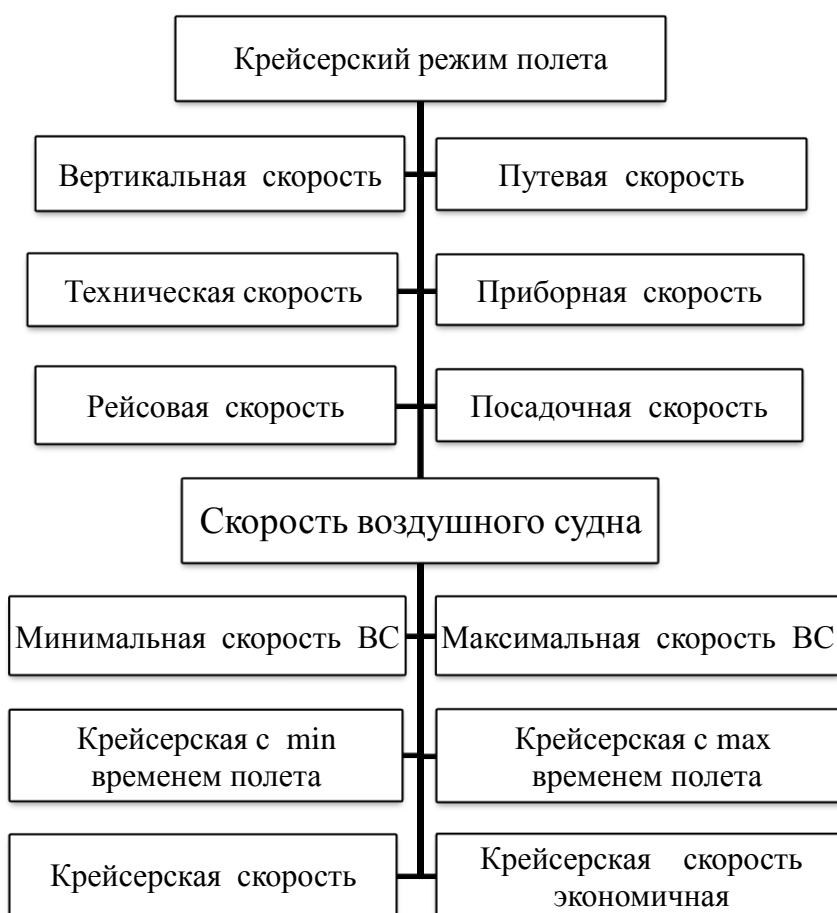 Крейсерский режим полета
Вертикальная скорость
Путевая скорость
Техническая скорость
Приборная скорость
Рейсовая скорость
Посадочная скорость
Скорость воздушного судна
Минимальная скорость ВС
Максимальная скорость ВС
Крейсерская с min
временем полета
Крейсерская с max
временем полета
Крейсерская скорость
Крейсерская скорость
экономичная